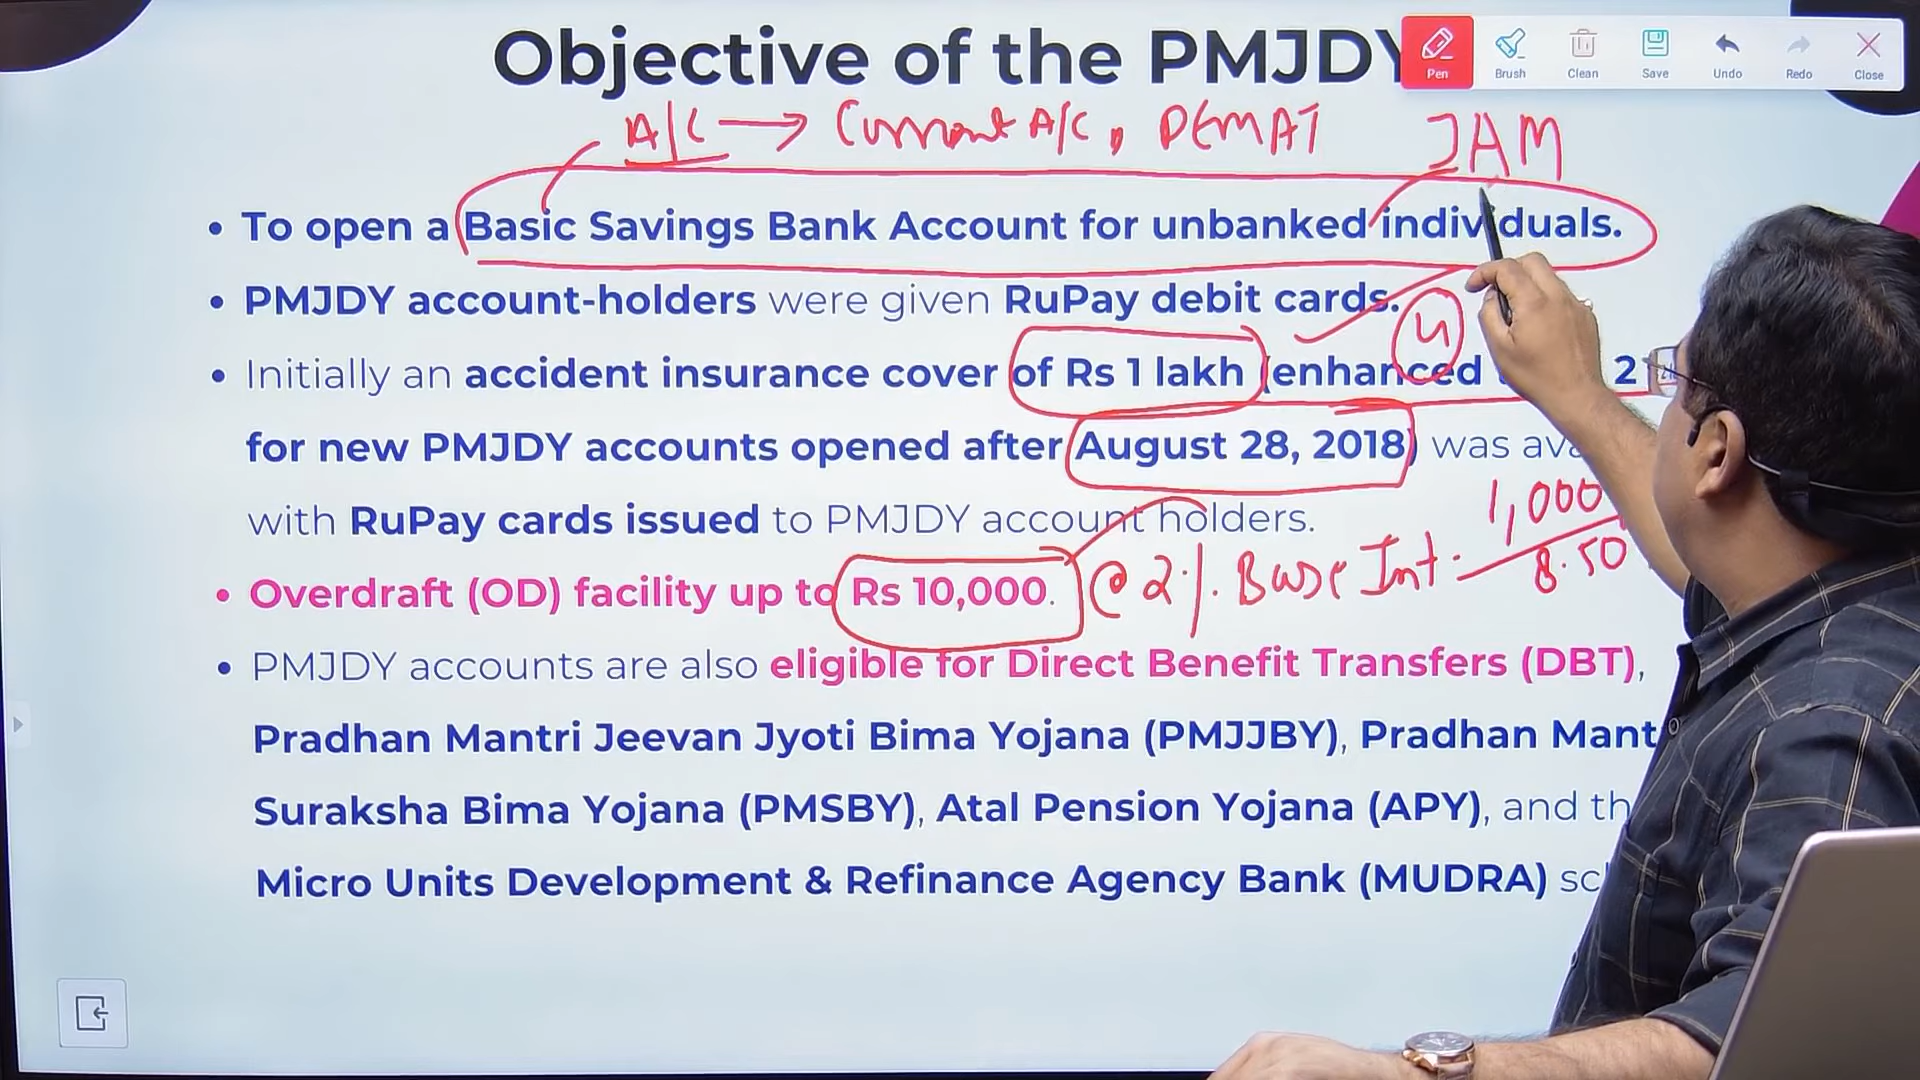 Objective of the PMJDY
Pen Brush Clean Save Undo Redo Close
A/C → Current A/C, DEMAT JAM
• To open a Basic Savings Bank Account for unbanked individuals.
• PMJDY account-holders were given RuPay debit cards.
• Initially an accident insurance cover of Rs 1 lakh (enhanced 2
for new PMJDY accounts opened after August 28, 2018) was
with RuPay cards issued to PMJDY account holders.
1,000
8.50
• Overdraft (OD) facility up to Rs 10,000. @ 2%. Base Int.
• PMJDY accounts are also eligible for Direct Benefit Transfers (DBT),
Pradhan Mantri Jeevan Jyoti Bima Yojana (PMJJBY), Pradhan
Suraksha Bima Yojana (PMSBY), Atal Pension Yojana (APY), and
Micro Units Development & Refinance Agency Bank (MUDRA)